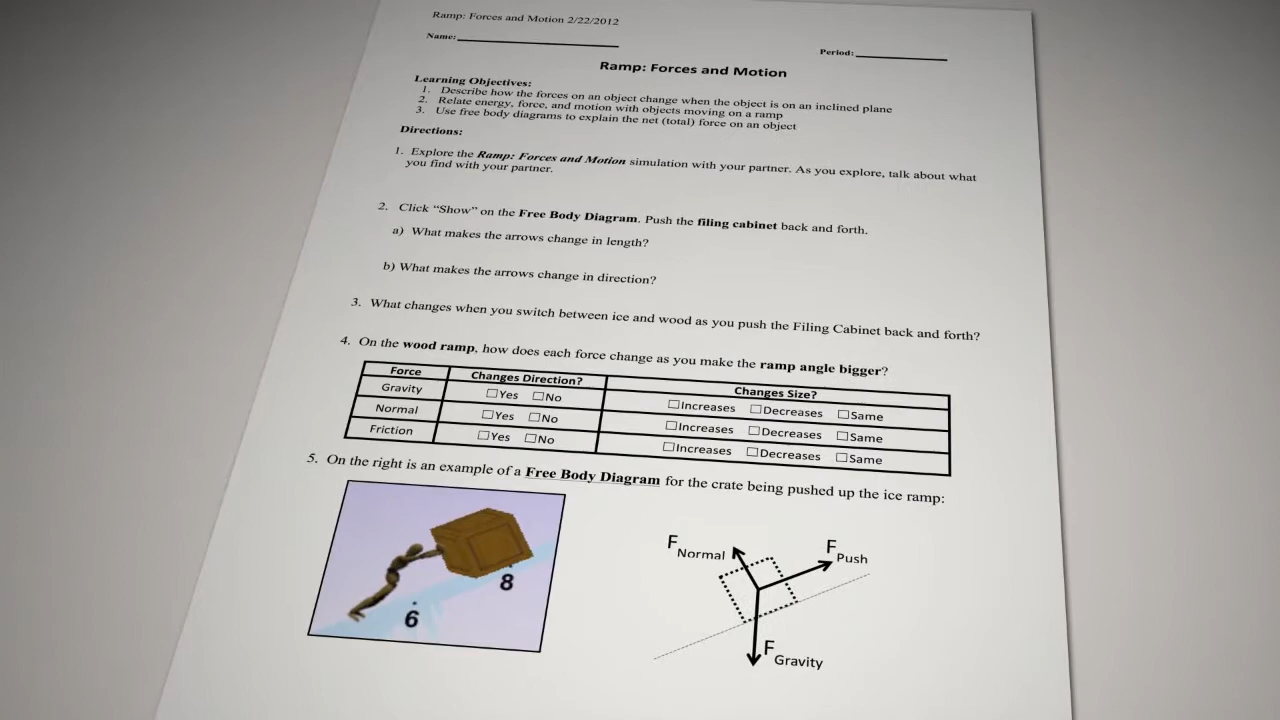 Ramp: Forces and Motion 2/22/2012
Name:
Period:
Ramp: Forces and Motion
Learning Objectives:
1. Describe how the forces on an object change when the object is on an inclined plane
2. Relate energy, force, and motion with objects moving on a ramp
3. Use free body diagrams to explain the net (total) force on an object
Directions:
1. Explore the Ramp: Forces and Motion simulation with your partner. As you explore, talk about what
you find with your partner.
2. Click “Show” on the Free Body Diagram. Push the filing cabinet back and forth.
a) What makes the arrows change in length?
b) What makes the arrows change in direction?
3. What changes when you switch between ice and wood as you push the Filing Cabinet back and forth?
4. On the wood ramp, how does each force change as you make the ramp angle bigger?
Force Changes Direction? Changes Size?
Gravity ☐Yes ☐No ☐Increases ☐Decreases ☐Same
Normal ☐Yes ☐No ☐Increases ☐Decreases ☐Same
Friction ☐Yes ☐No ☐Increases ☐Decreases ☐Same
5. On the right is an example of a Free Body Diagram for the crate being pushed up the ice ramp:
8
6
F Normal
F Push
F Gravity